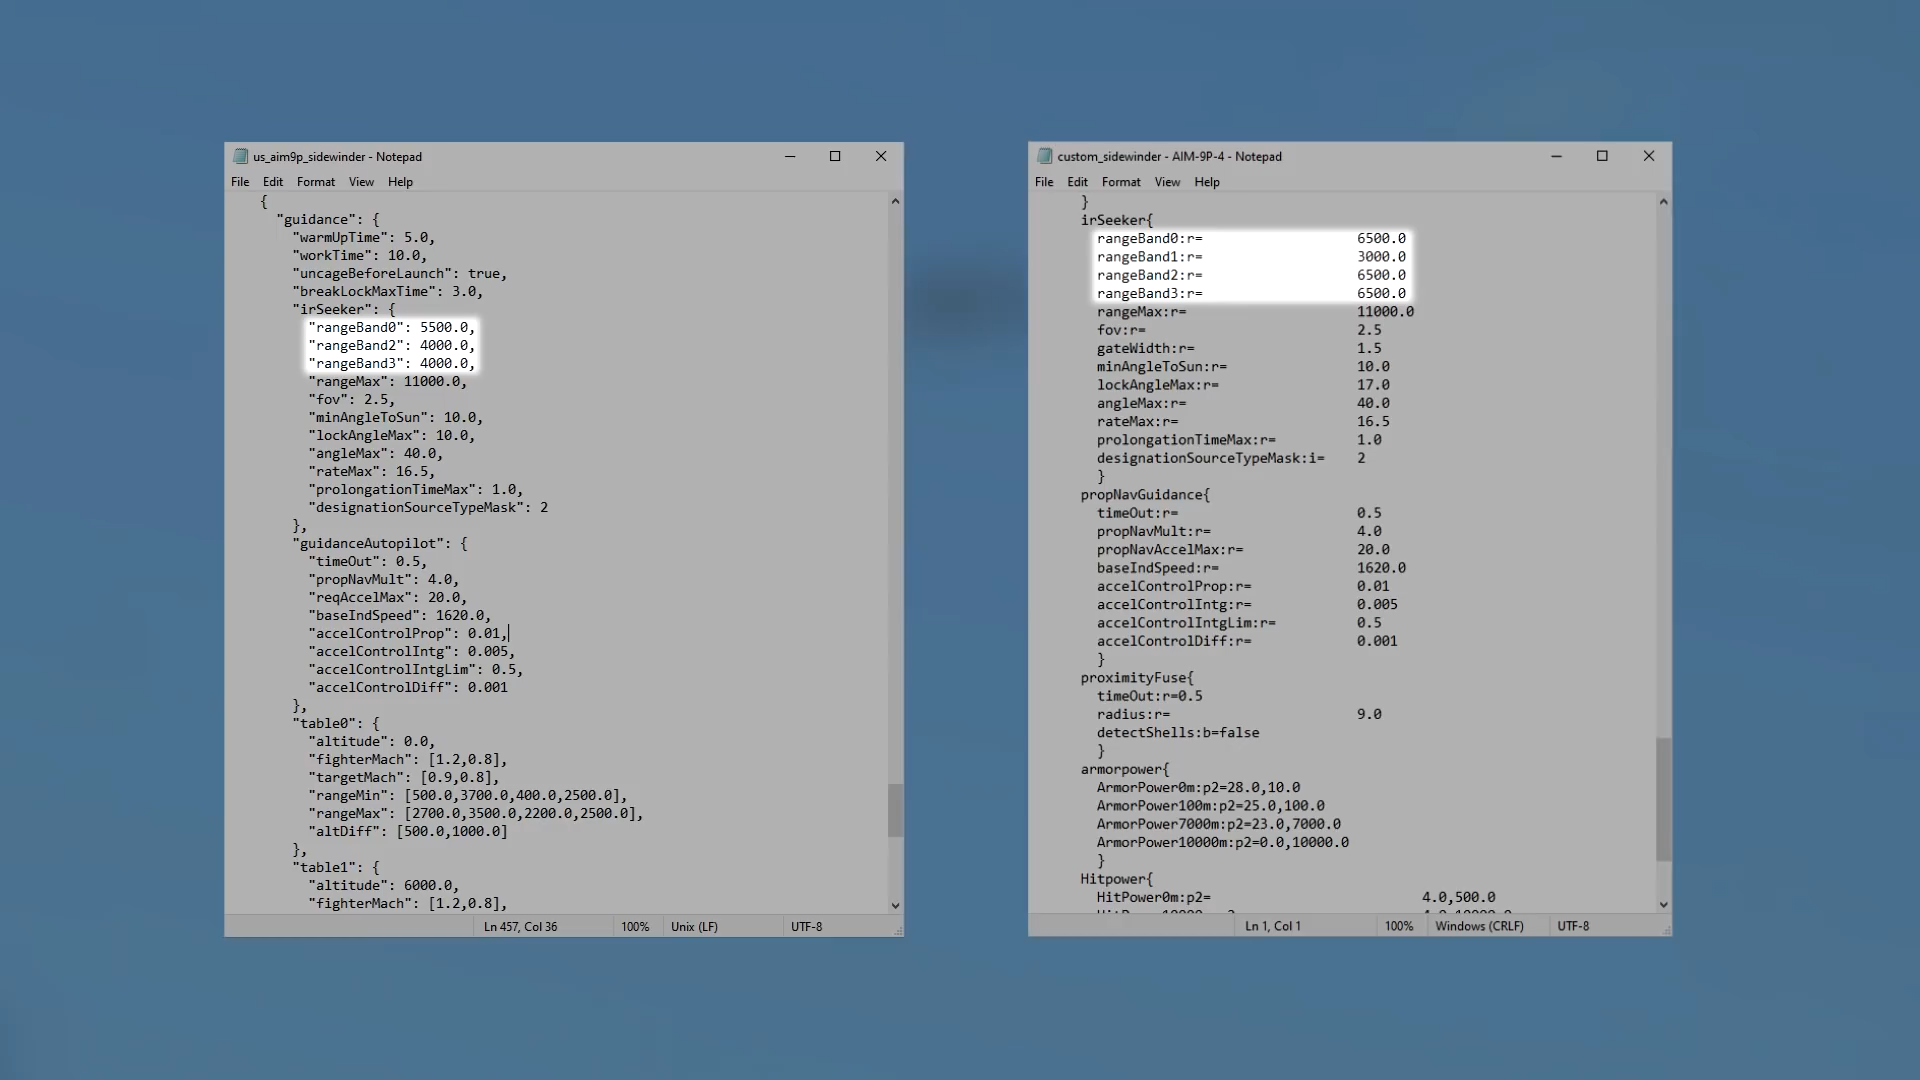 us_aim9p_sidewinder - Notepad
File Edit Format View Help
{
"guidance": {
"warmUpTime": 5.0,
"workTime": 10.0,
"uncageBeforeLaunch": true,
"breakLockMaxTime": 3.0,
"irSeeker": {
"rangeBand0": 5500.0,
"rangeBand2": 4000.0,
"rangeBand3": 4000.0,
"rangeMax": 11000.0,
"fov": 2.5,
"minAngleToSun": 10.0,
"lockAngleMax": 10.0,
"angleMax": 40.0,
"rateMax": 16.5,
"prolongationTimeMax": 1.0,
"designationSourceTypeMask": 2
},
"guidanceAutopilot": {
"timeOut": 0.5,
"propNavMult": 4.0,
"reqAccelMax": 20.0,
"baseIndSpeed": 1620.0,
"accelControlProp": 0.01,
"accelControlIntg": 0.005,
"accelControlIntgLim": 0.5,
"accelControlDiff": 0.001
},
"table0": {
"altitude": 0.0,
"fighterMach": [1.2,0.8],
"targetMach": [0.9,0.8],
"rangeMin": [500.0,3700.0,400.0,2500.0],
"rangeMax": [2700.0,3500.0,2200.0,2500.0],
"altDiff": [500.0,1000.0]
},
"table1": {
"altitude": 6000.0,
"fighterMach": [1.2,0.8],
Ln 457, Col 36 100% Unix (LF) UTF-8
custom_sidewinder - AIM-9P-4 - Notepad
File Edit Format View Help
}
irSeeker{
rangeBand0:r= 6500.0
rangeBand1:r= 3000.0
rangeBand2:r= 6500.0
rangeBand3:r= 6500.0
rangeMax:r= 11000.0
fov:r= 2.5
gateWidth:r= 1.5
minAngleToSun:r= 10.0
lockAngleMax:r= 17.0
angleMax:r= 40.0
rateMax:r= 16.5
prolongationTimeMax:r= 1.0
designationSourceTypeMask:i= 2
}
propNavGuidance{
timeOut:r= 0.5
propNavMult:r= 4.0
propNavAccelMax:r= 20.0
baseIndSpeed:r= 1620.0
accelControlProp:r= 0.01
accelControlIntg:r= 0.005
accelControlIntgLim:r= 0.5
accelControlDiff:r= 0.001
}
proximityFuse{
timeOut:r=0.5
radius:r= 9.0
detectShells:b=false
}
armorpower{
ArmorPower0m:p2=28.0,10.0
ArmorPower100m:p2=25.0,100.0
ArmorPower7000m:p2=23.0,7000.0
ArmorPower10000m:p2=0.0,10000.0
}
Hitpower{
HitPower0m:p2= 4.0,500.0
Ln 1, Col 1 100% Windows (CRLF) UTF-8